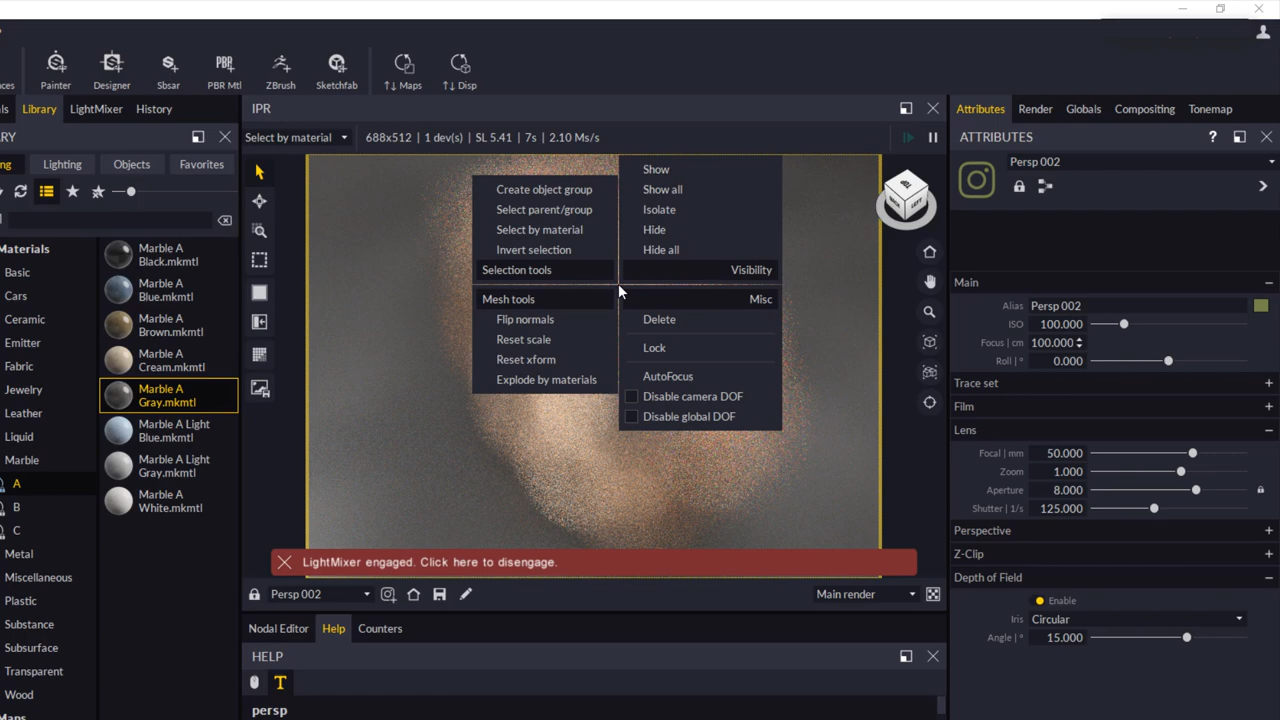 nces
Painter
Designer
Sbsar
PBR Mtl
ZBrush
Sketchfab
↑↓ Maps
↑↓ Disp
ls
Library
LightMixer
History
RY
ng
Lighting
Objects
Favorites
Materials
Basic
Cars
Ceramic
Emitter
Fabric
Jewelry
Leather
Liquid
Marble
A
B
C
Metal
Miscellaneous
Plastic
Substance
Subsurface
Transparent
Wood
Maps
Marble A
Black.mkmtl
Marble A
Blue.mkmtl
Marble A
Brown.mkmtl
Marble A
Cream.mkmtl
Marble A
Gray.mkmtl
Marble A Light
Blue.mkmtl
Marble A Light
Gray.mkmtl
Marble A
White.mkmtl
IPR
Select by material
688x512 | 1 dev(s) | SL 5.41 | 7s | 2.10 Ms/s
Create object group
Select parent/group
Select by material
Invert selection
Selection tools
Show
Show all
Isolate
Hide
Hide all
Visibility
Mesh tools
Flip normals
Reset scale
Reset xform
Explode by materials
Misc
Delete
Lock
AutoFocus
Disable camera DOF
Disable global DOF
BACK
LEFT
LightMixer engaged. Click here to disengage.
Persp 002
Main render
Nodal Editor
Help
Counters
HELP
T
persp
Attributes
Render
Globals
Compositing
Tonemap
ATTRIBUTES
?
Persp 002
Main
Alias Persp 002
ISO 100.000
Focus | cm 100.000
Roll | ° 0.000
Trace set
Film
Lens
Focal | mm 50.000
Zoom 1.000
Aperture 8.000
Shutter | 1/s 125.000
Perspective
Z-Clip
Depth of Field
Enable
Iris Circular
Angle | ° 15.000